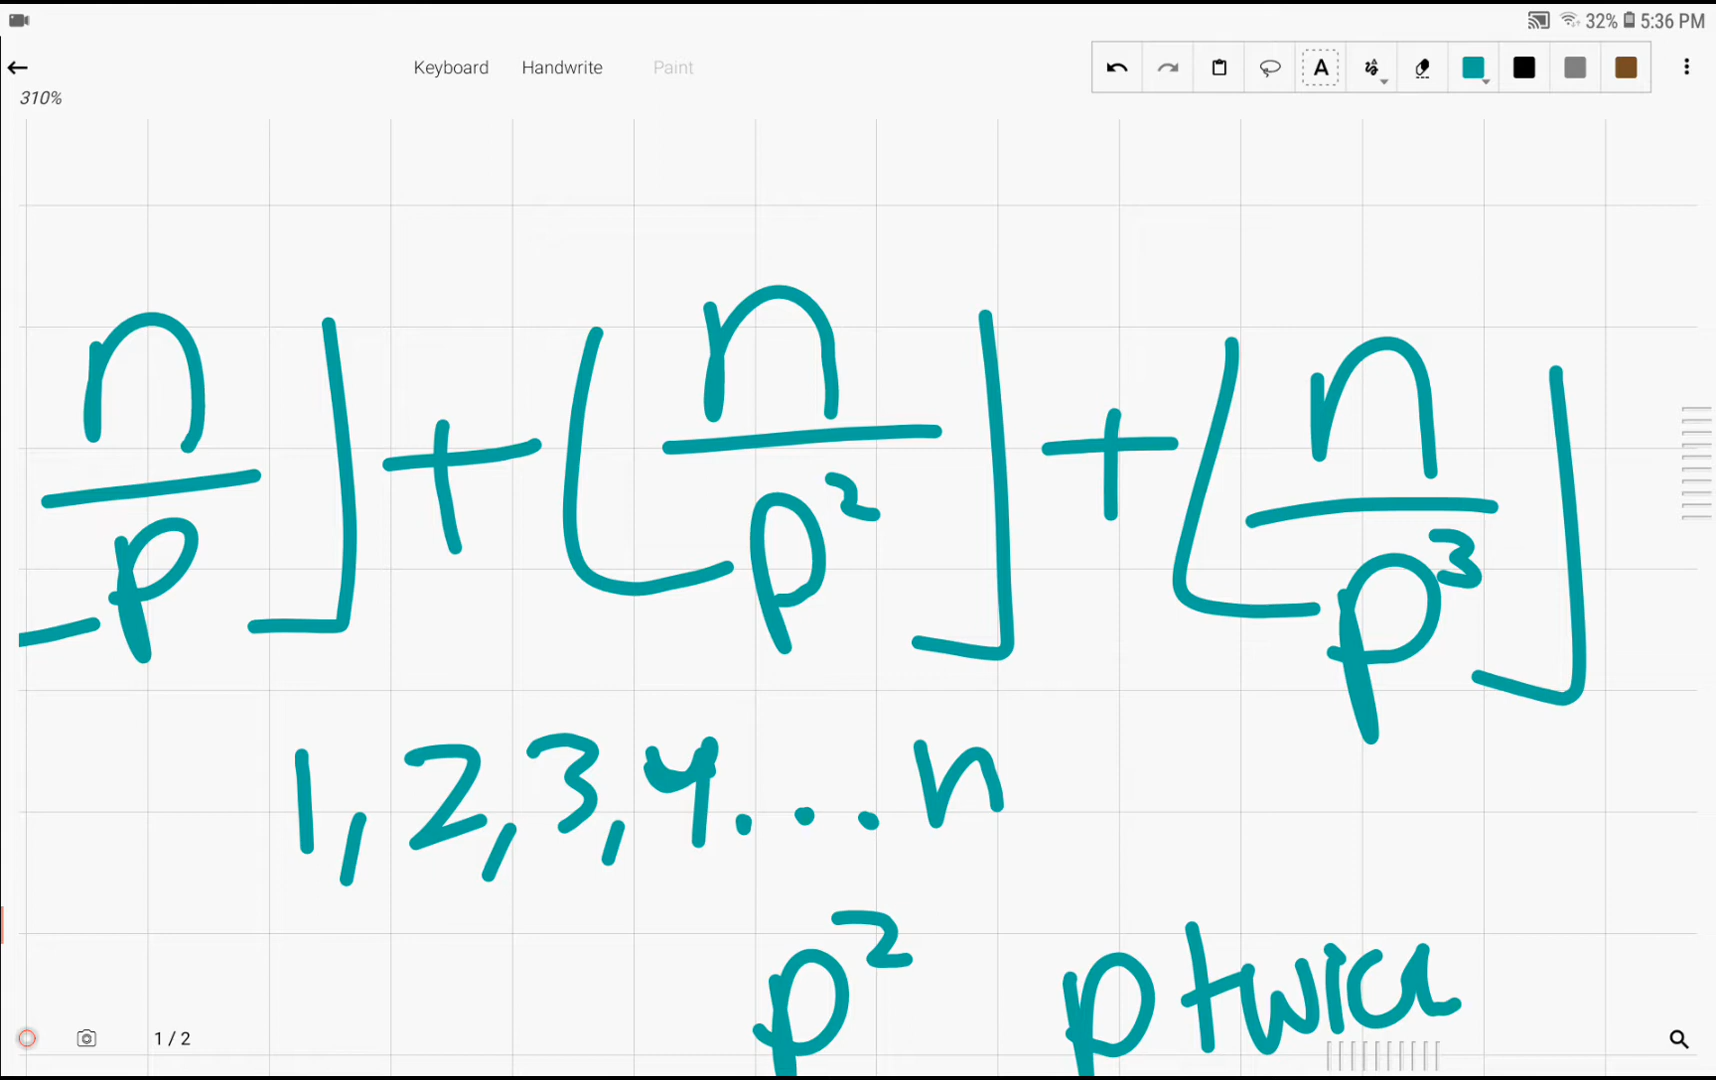 32% 5:36 PM
Keyboard Handwrite Paint A
310%
n/p⌋ + ⌊n/p²⌋ + ⌊n/p³⌋
1, 2, 3, 4 . . . n
p² p twice
1 / 2